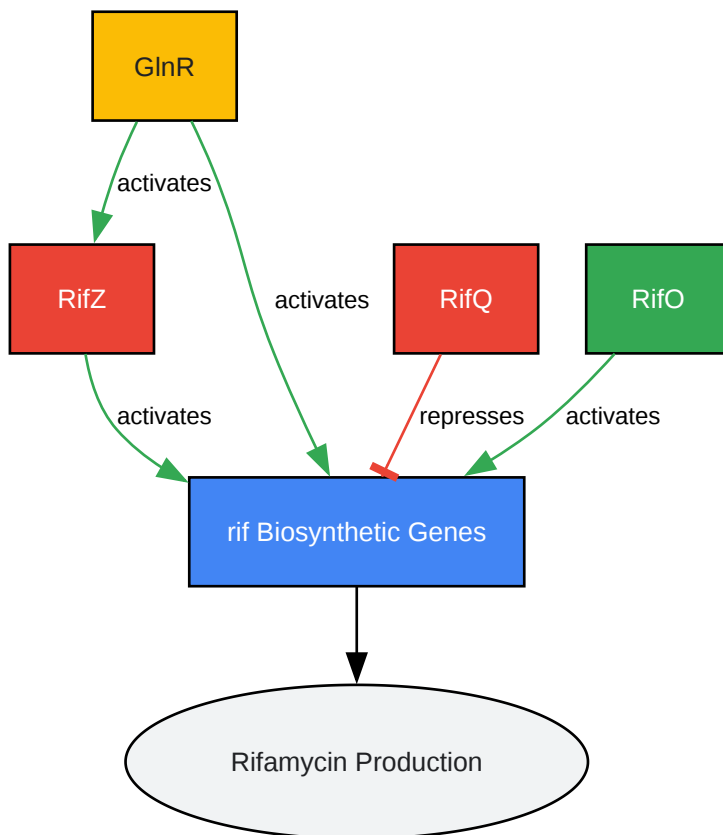 GlnR
activates
RifZ
activates
RifQ
RifO
activates
represses
activates
rif Biosynthetic Genes
Rifamycin Production